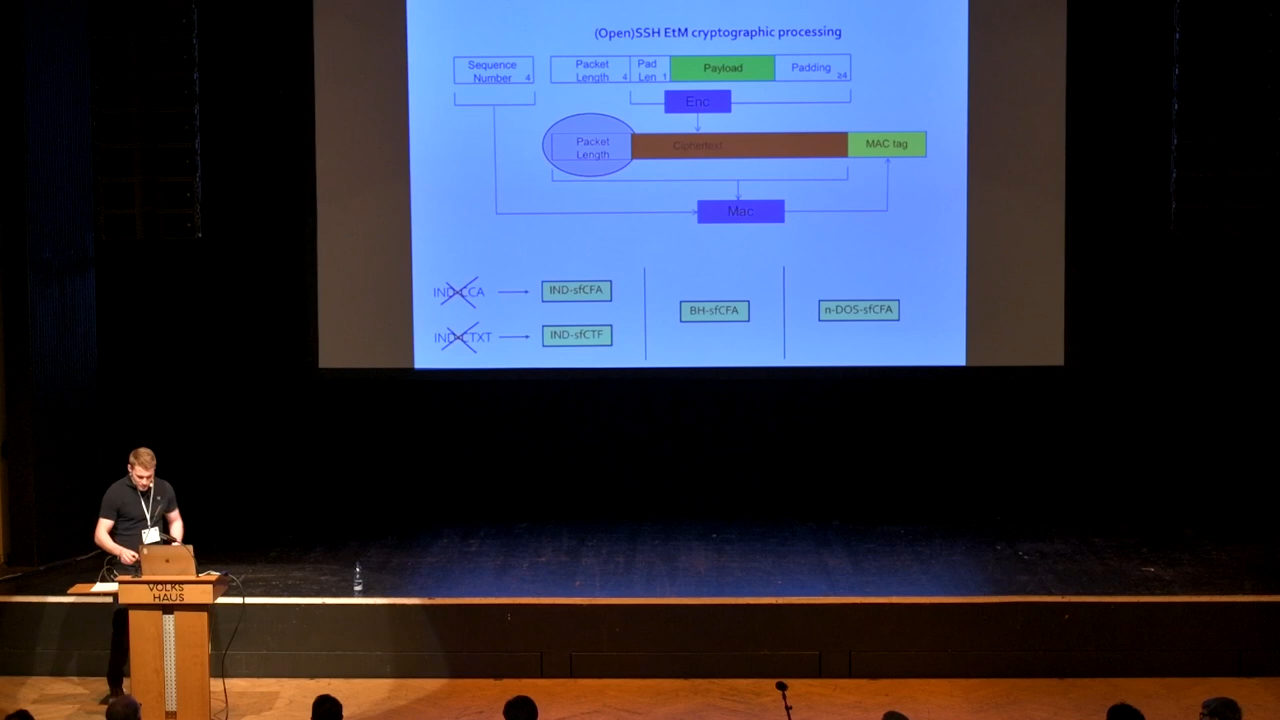 (Open)SSH EtM cryptographic processing
Sequence
Number 4
Packet
Length 4
Pad
Len 1
Payload
Padding
≥4
Enc
Packet
Length
Ciphertext
MAC tag
Mac
IND-CCA
IND-sfCFA
BH-sfCFA
n-DOS-sfCFA
IND-CTXT
IND-sfCTF
VOLKS
HAUS